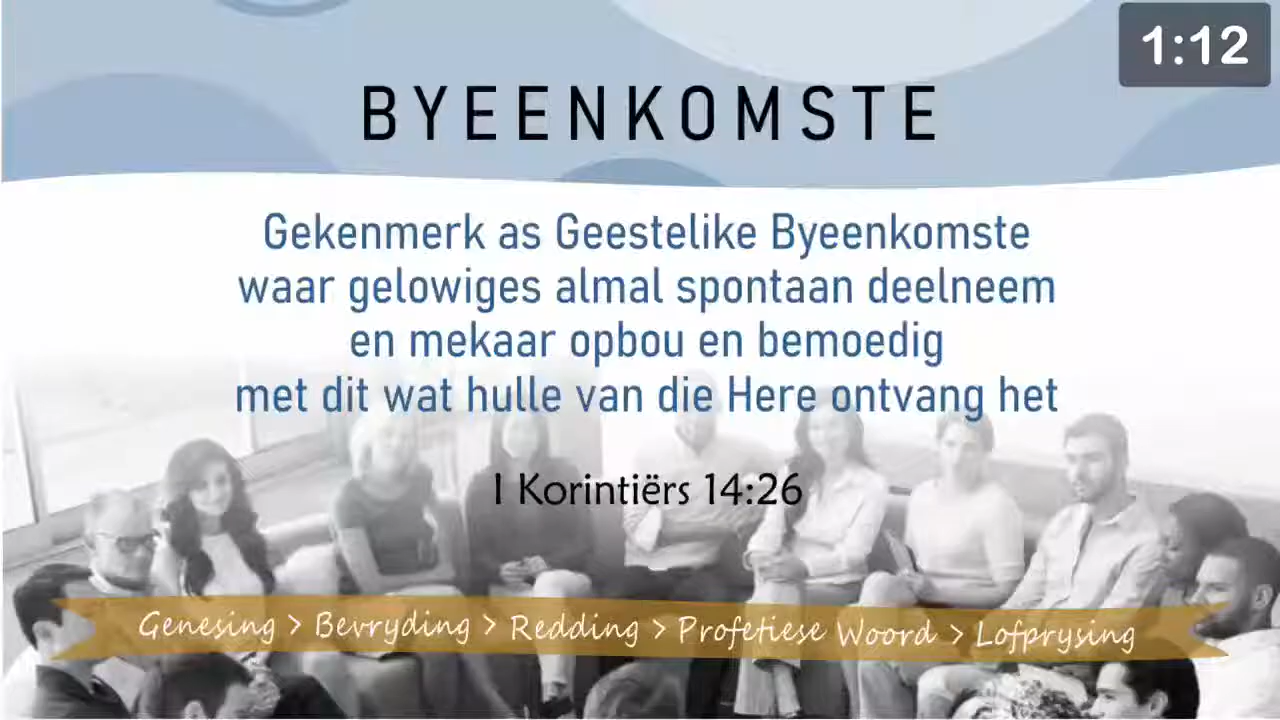 1:12
BYEENKOMSTE
Gekenmerk as Geestelike Byeenkomste
waar gelowiges almal spontaan deelneem
en mekaar opbou en bemoedig
met dit wat hulle van die Here ontvang het
I Korintiërs 14:26
Genesing > Bevryding > Redding > Profetiese Woord > Lofprysing